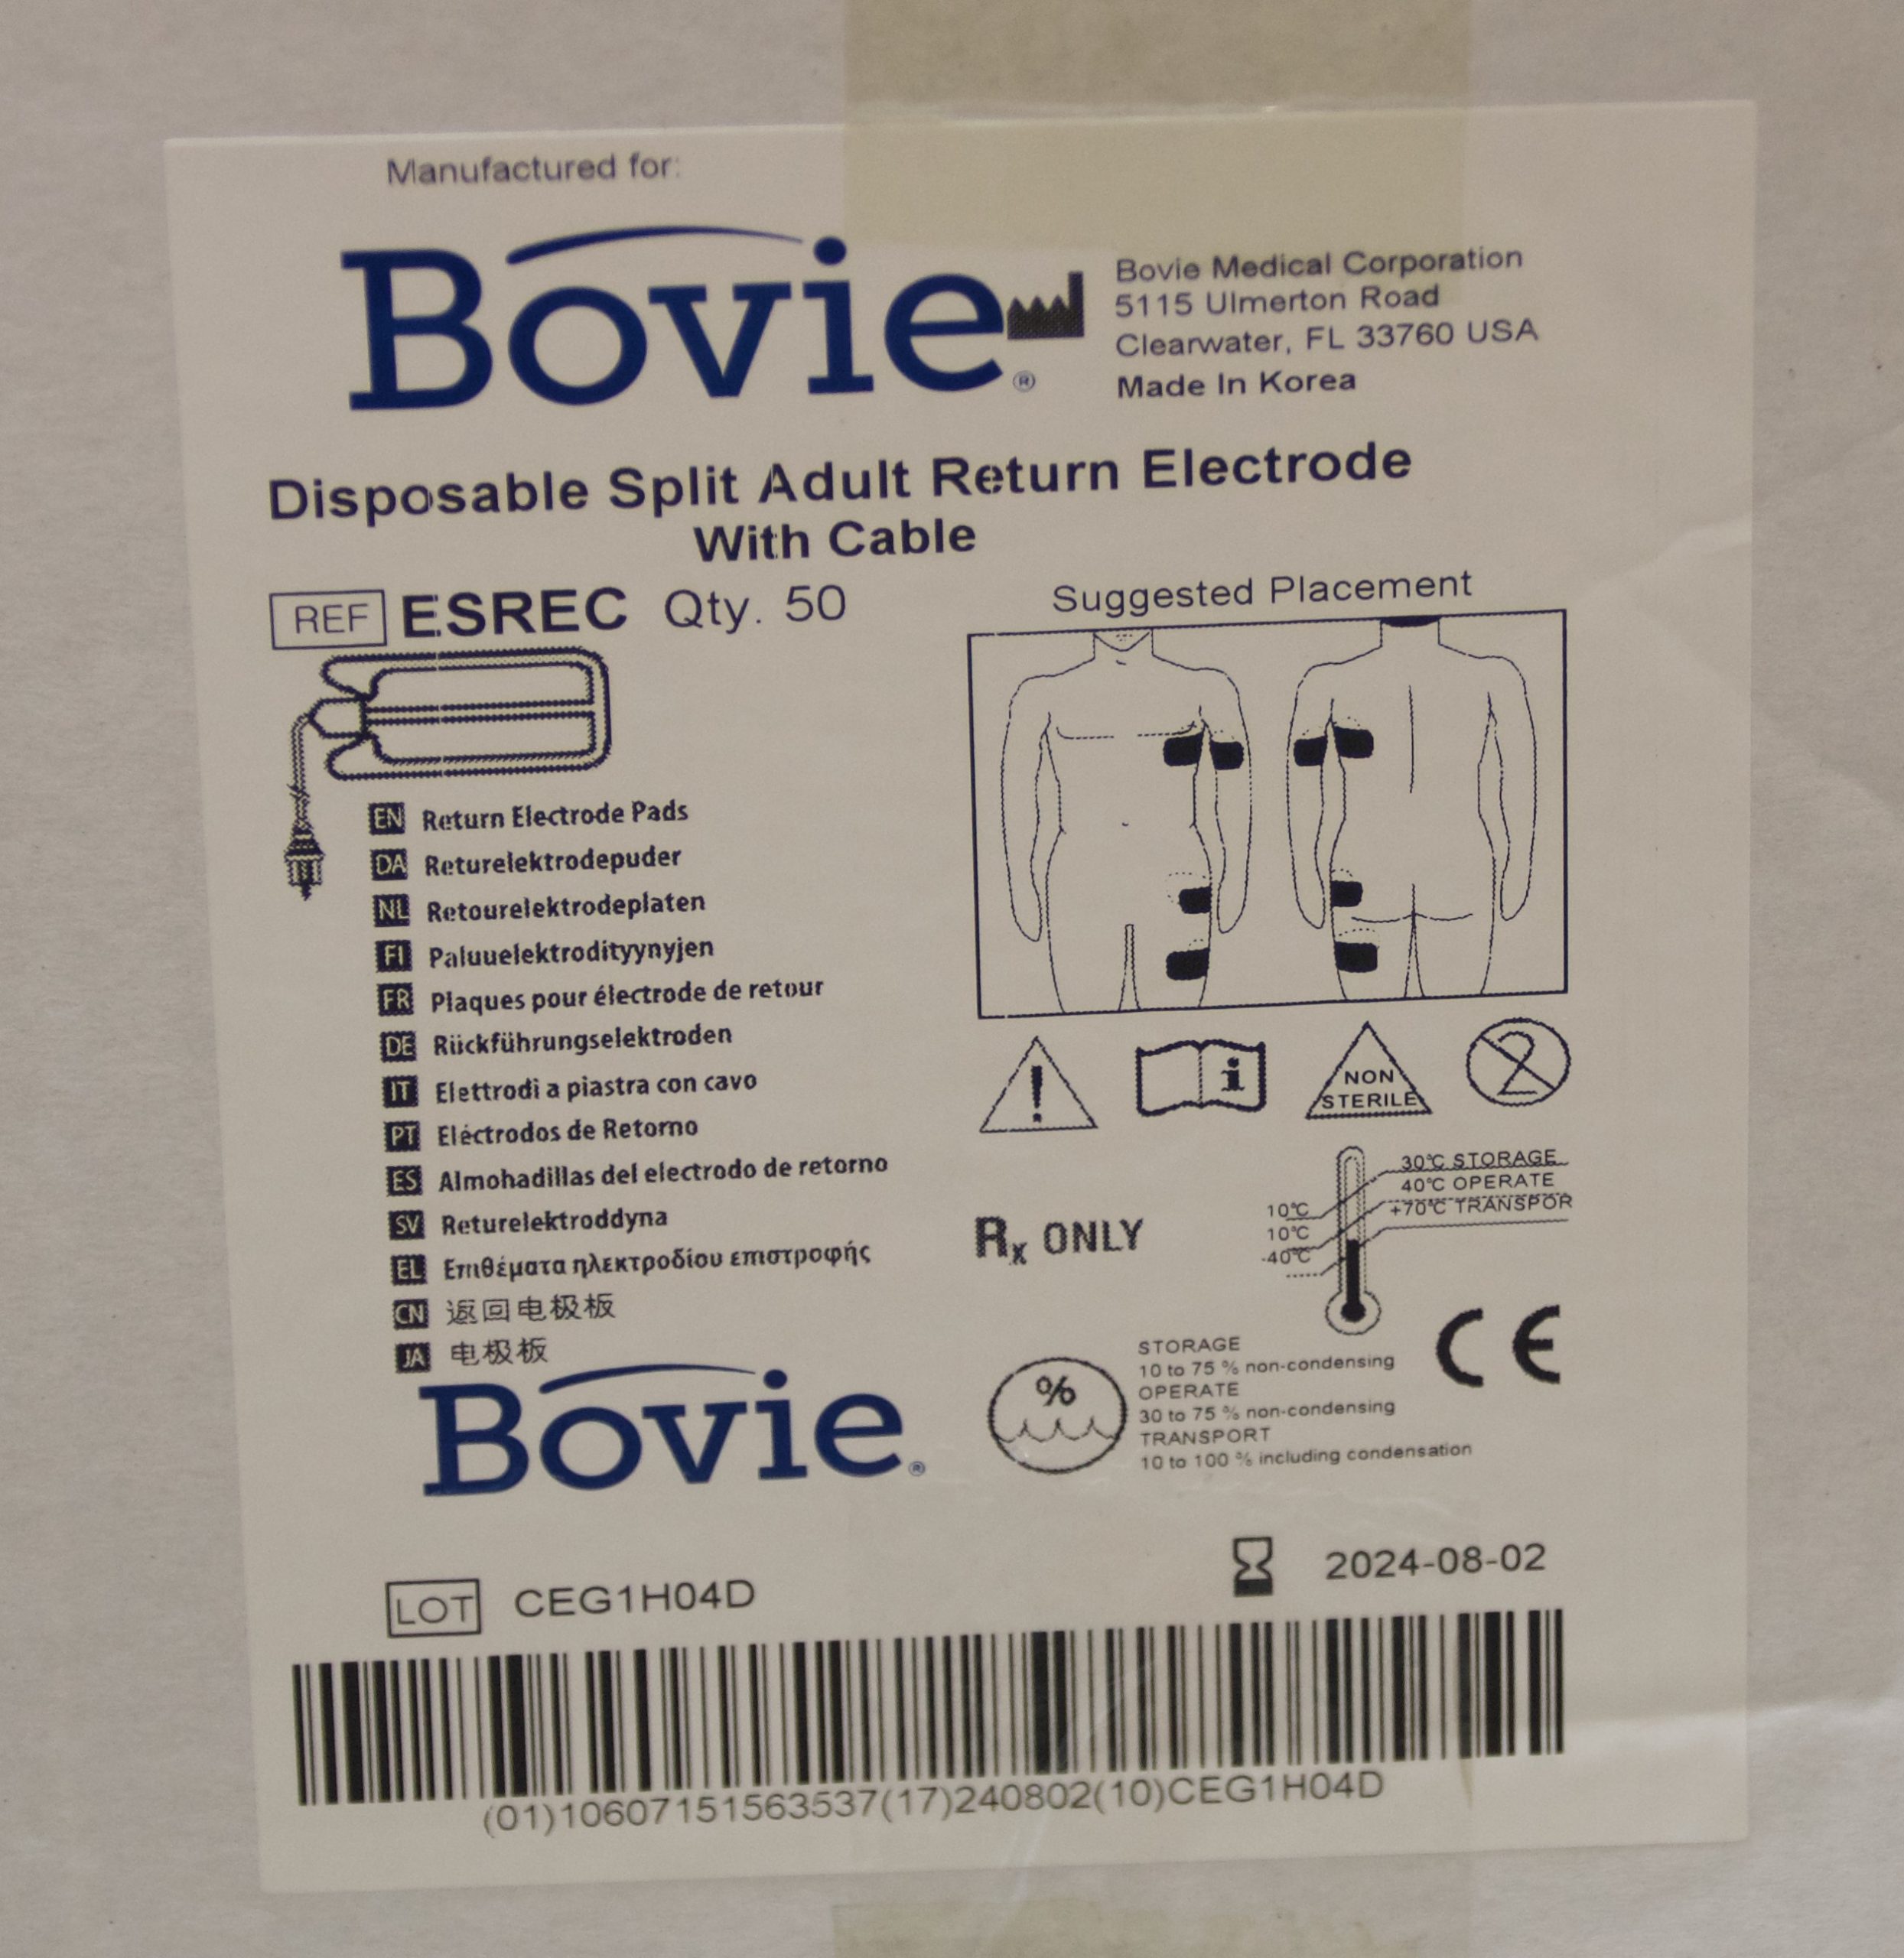 Manufactured for:
Bovie®
Bovie Medical Corporation
5115 Ulmerton Road
Clearwater, FL 33760 USA
Made In Korea
Disposable Split Adult Return Electrode
With Cable
REF ESREC Qty. 50
Suggested Placement
EN Return Electrode Pads
DA Returelektrodepuder
NL Retourelektrodeplaten
FI Paluuelektrodityynyjen
FR Plaques pour électrode de retour
DE Rückführungselektroden
IT Elettrodi a piastra con cavo
PT Eléctrodos de Retorno
ES Almohadillas del electrodo de retorno
SV Returelektroddyna
EL Επιθέματα ηλεκτροδίου επιστροφής
CN 返回电极板
JA 电极板
Bovie®
!
i
NON
STERILE
2
Rx ONLY
30°C STORAGE
40°C OPERATE
+70°C TRANSPOR
10°C
10°C
-40°C
CE
%
STORAGE
10 to 75 % non-condensing
OPERATE
30 to 75 % non-condensing
TRANSPORT
10 to 100 % including condensation
2024-08-02
LOT CEG1H04D
(01)10607151563537(17)240802(10)CEG1H04D